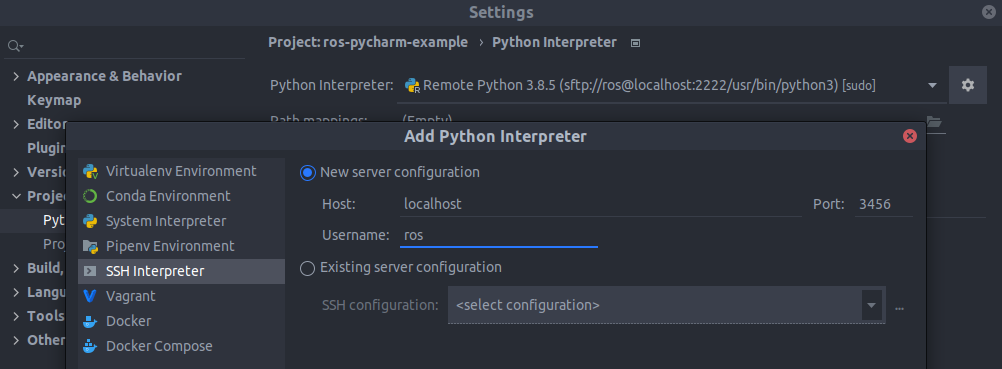 Settings
Project: ros-pycharm-example › Python Interpreter
Appearance & Behavior
Keymap
Editor
Plugin
Versio
Projec
Pyt
Proj
Build,
Langu
Tools
Other
Python Interpreter: Remote Python 3.8.5 (sftp://ros@localhost:2222/usr/bin/python3) [sudo]
Path mappings: (Empty)
Add Python Interpreter
Virtualenv Environment
Conda Environment
System Interpreter
Pipenv Environment
SSH Interpreter
Vagrant
Docker
Docker Compose
New server configuration
Host: localhost Port: 3456
Username: ros
Existing server configuration
SSH configuration: <select configuration> ...